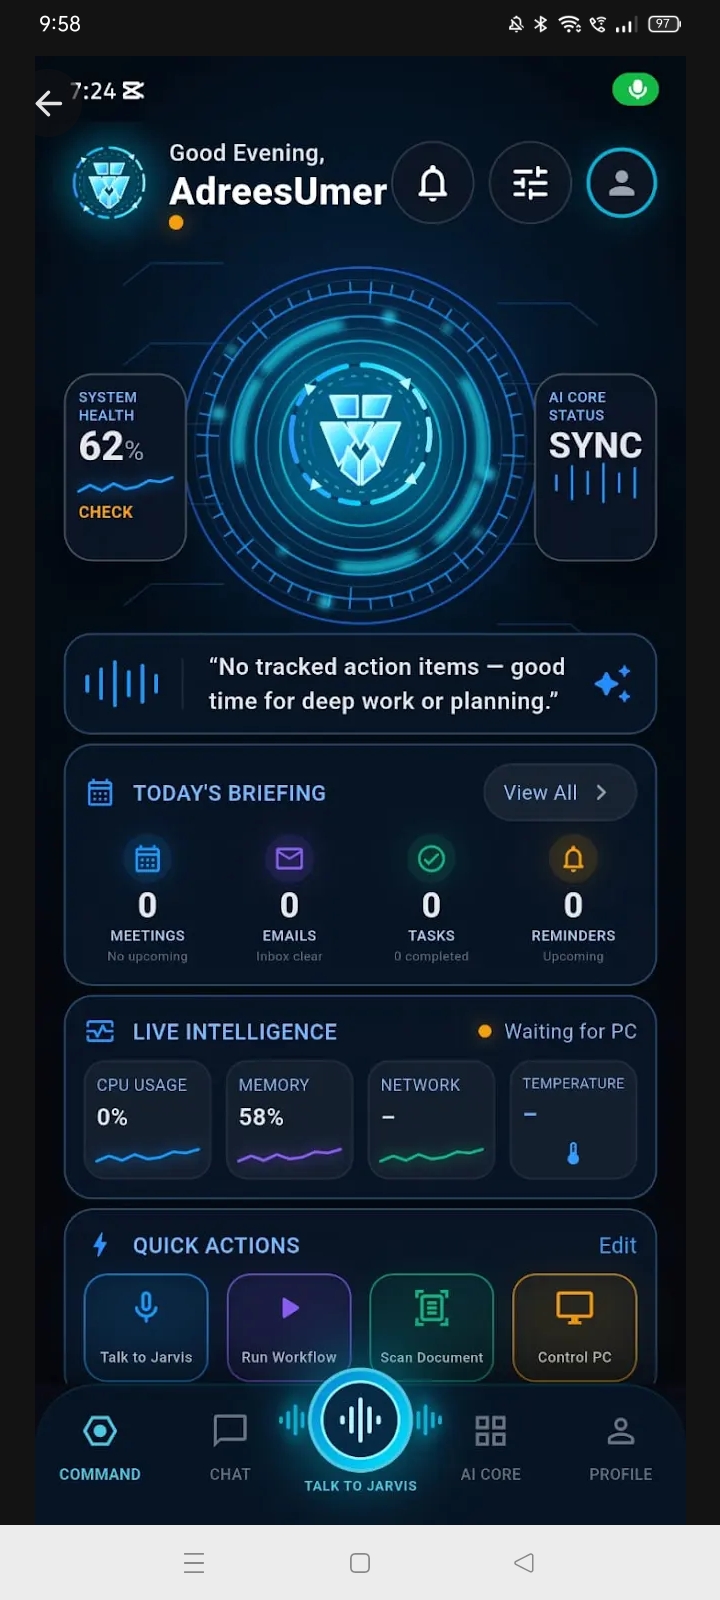 9:58
97
7:24
Good Evening,
AdreesUmer
SYSTEM
HEALTH
62%
CHECK
AI CORE
STATUS
SYNC
“No tracked action items — good
time for deep work or planning.”
TODAY'S BRIEFING
View All
0
MEETINGS
No upcoming
0
EMAILS
Inbox clear
0
TASKS
0 completed
0
REMINDERS
Upcoming
LIVE INTELLIGENCE
Waiting for PC
CPU USAGE
0%
MEMORY
58%
NETWORK
–
TEMPERATURE
–
QUICK ACTIONS
Edit
Talk to Jarvis
Run Workflow
Scan Document
Control PC
COMMAND
CHAT
TALK TO JARVIS
AI CORE
PROFILE